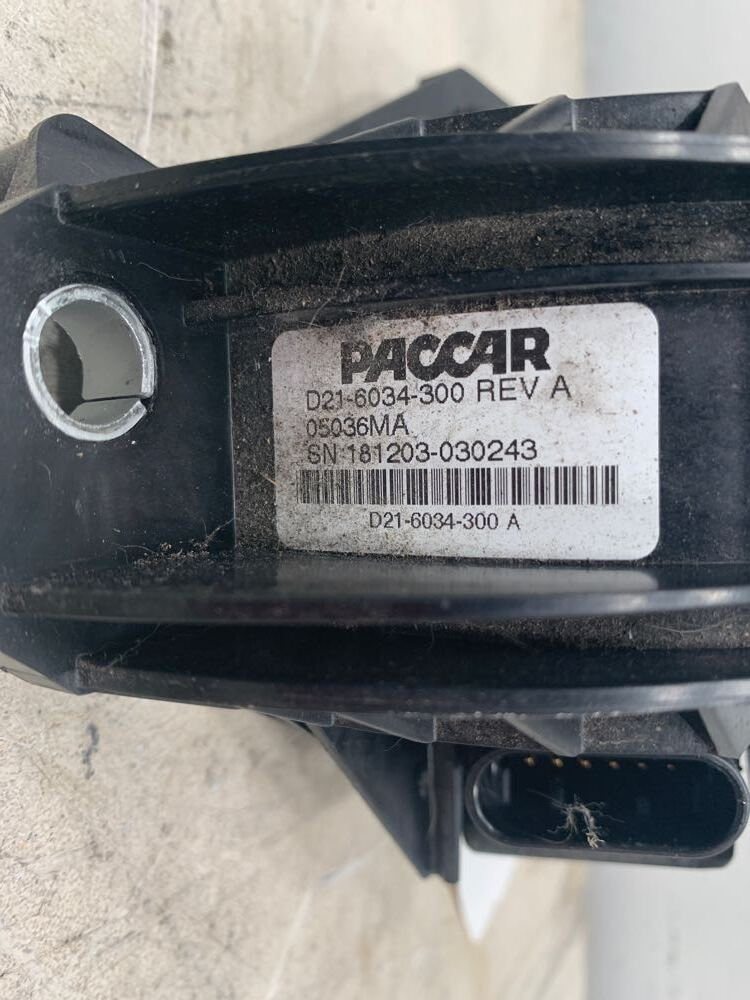 PACCAR
D21-6034-300 REV A
05036MA
SN 181203-030243
D21-6034-300 A